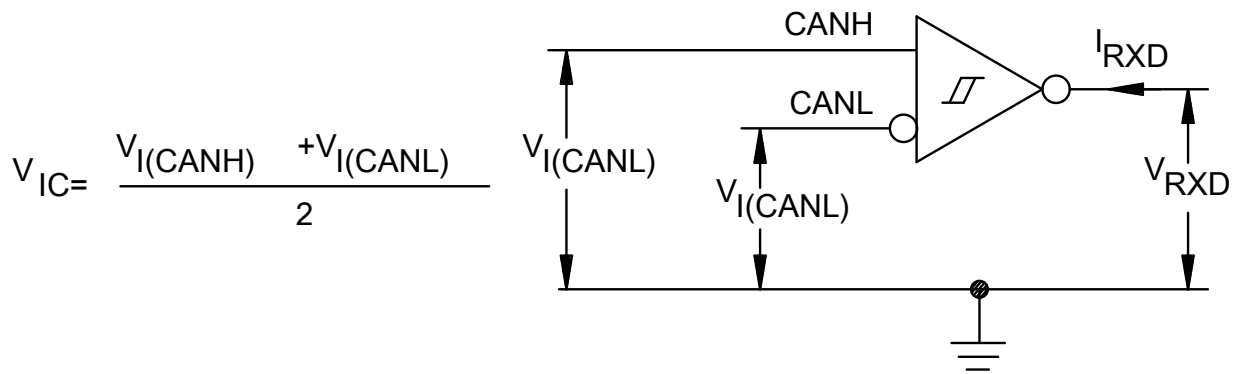 CANH
I_RXD
CANL
V_I(CANL)
V_IC= V_I(CANH) +V_I(CANL)
2
V_I(CANL)
V_RXD